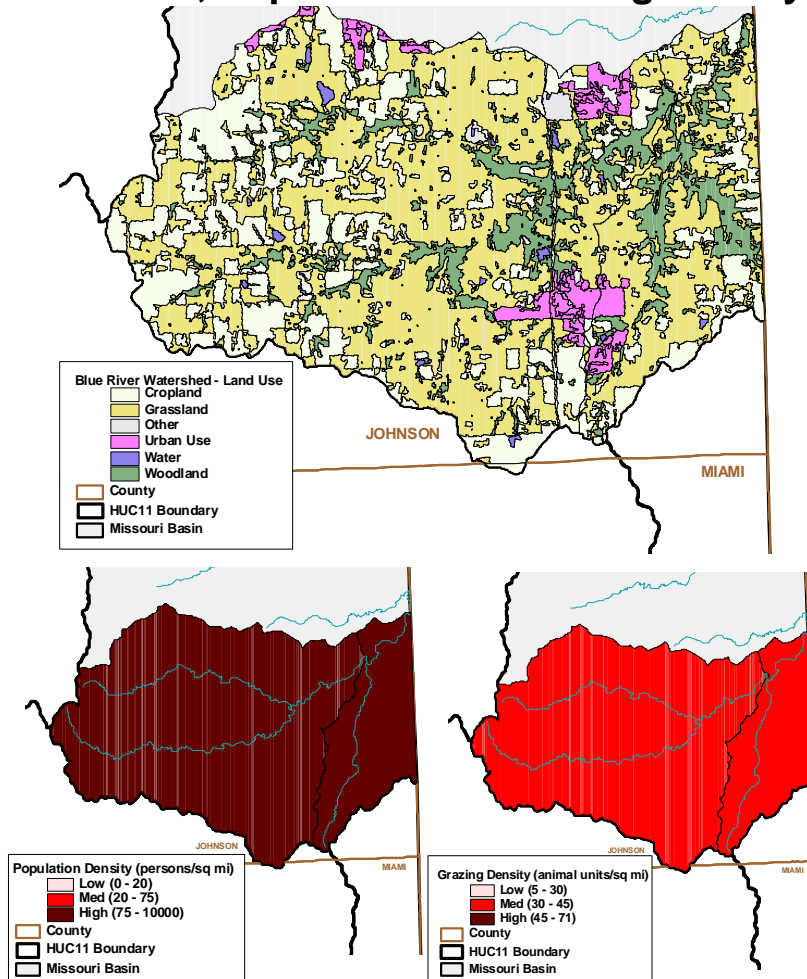 Blue River Watershed - Land Use
Cropland
Grassland
Other
Urban Use
Water
Woodland
County
HUC11 Boundary
Missouri Basin
JOHNSON
MIAMI
Population Density (persons/sq mi)
Low (0 - 20)
Med (20 - 75)
High (75 - 10000)
County
HUC11 Boundary
Missouri Basin
JOHNSON
MIAMI
Grazing Density (animal units/sq mi)
Low (5 - 30)
Med (30 - 45)
High (45 - 71)
County
HUC11 Boundary
Missouri Basin
JOHNSON
MIAMI